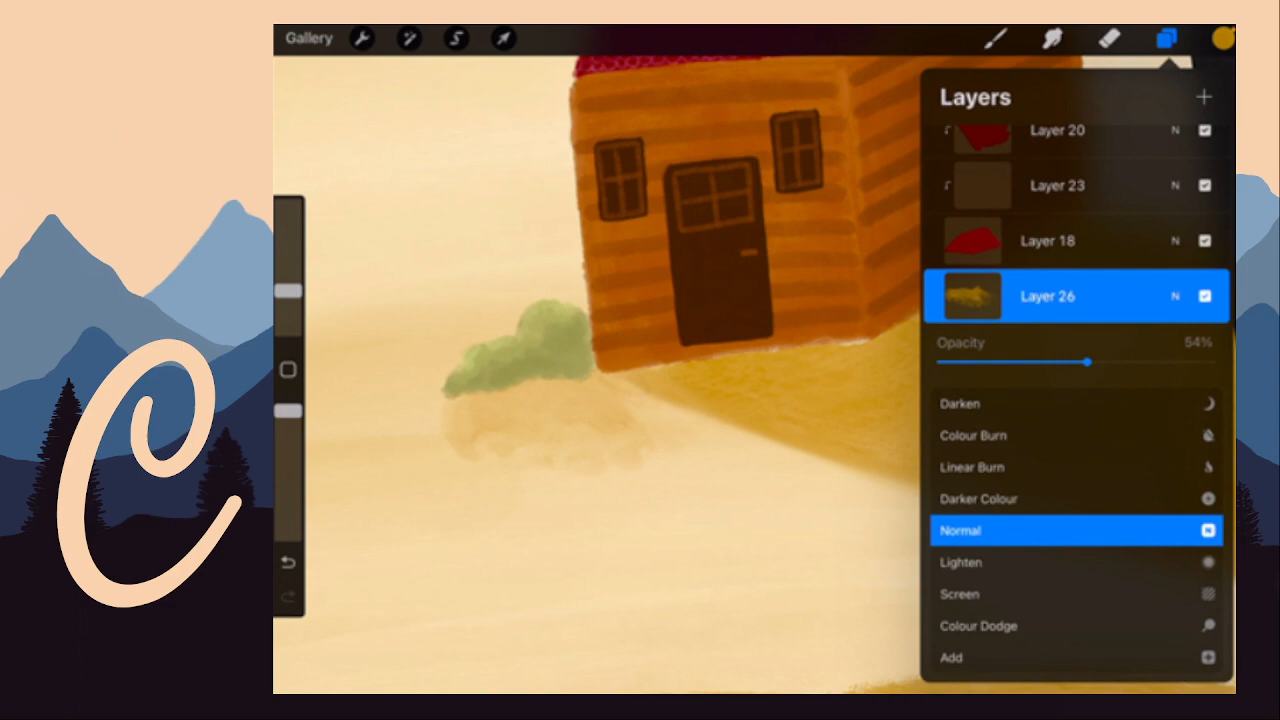 Gallery
Layers
Layer 20 N
Layer 23 N
Layer 18 N
Layer 26 N
Opacity 54%
Darken
Colour Burn
Linear Burn
Darker Colour
Normal N
Lighten
Screen
Colour Dodge
Add
C